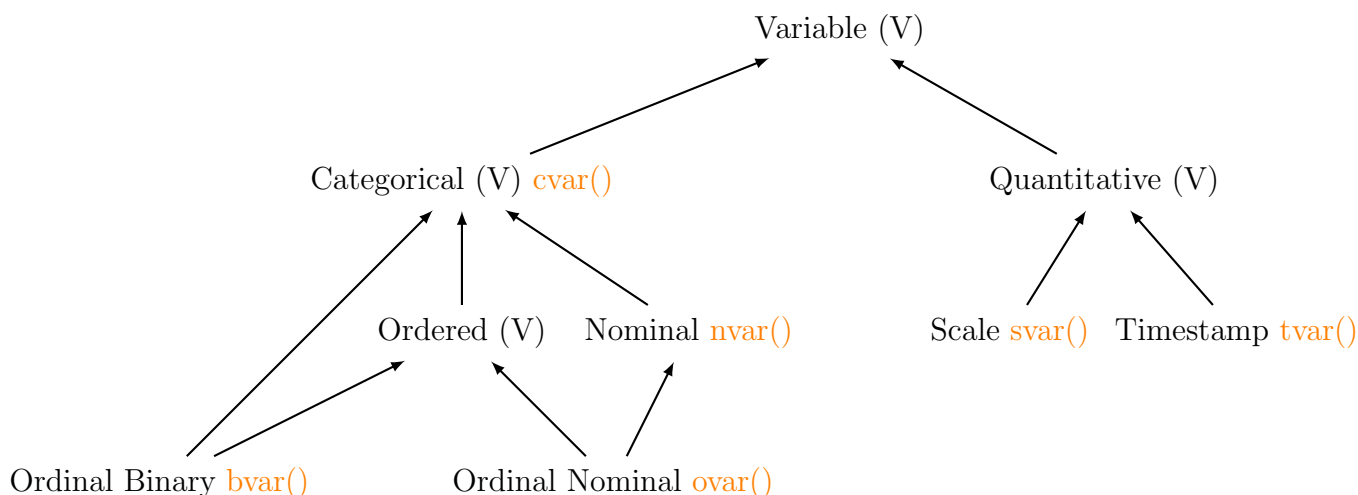 Variable (V)
Categorical (V) cvar()
Quantitative (V)
Ordered (V)
Nominal nvar()
Scale svar()
Timestamp tvar()
Ordinal Binary bvar()
Ordinal Nominal ovar()